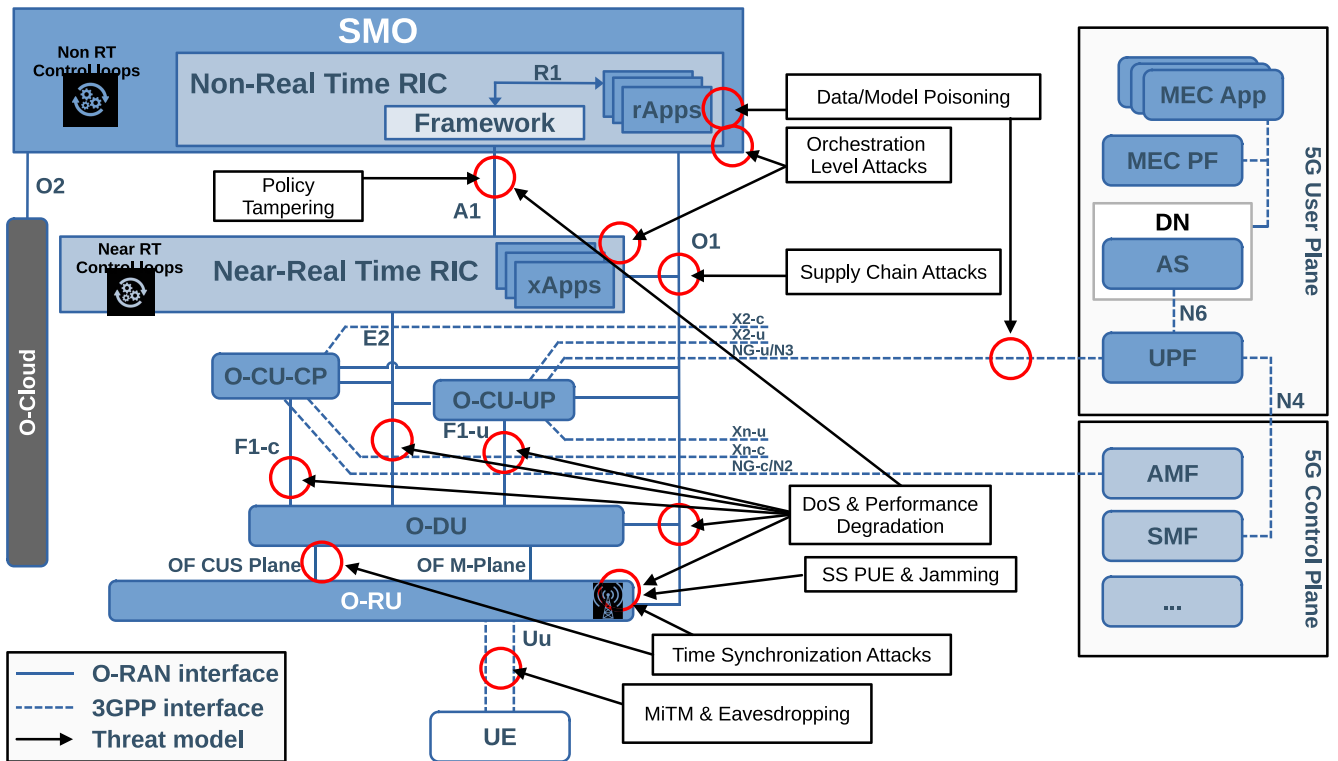 SMO
Non RT
Control loops
Non-Real Time RIC
R1
rApps
Framework
Data/Model Poisoning
Orchestration
Level Attacks
O2
Policy
Tampering
A1
O1
Near RT
Control loops
Near-Real Time RIC
xApps
Supply Chain Attacks
O-Cloud
E2
X2-c
X2-u
NG-u/N3
O-CU-CP
O-CU-UP
F1-c
F1-u
Xn-u
Xn-c
NG-c/N2
DoS & Performance
Degradation
O-DU
OF CUS Plane
OF M-Plane
SS PUE & Jamming
O-RU
Uu
Time Synchronization Attacks
MiTM & Eavesdropping
UE
O-RAN interface
3GPP interface
Threat model
MEC App
MEC PF
DN
AS
N6
UPF
5G User Plane
N4
AMF
SMF
...
5G Control Plane